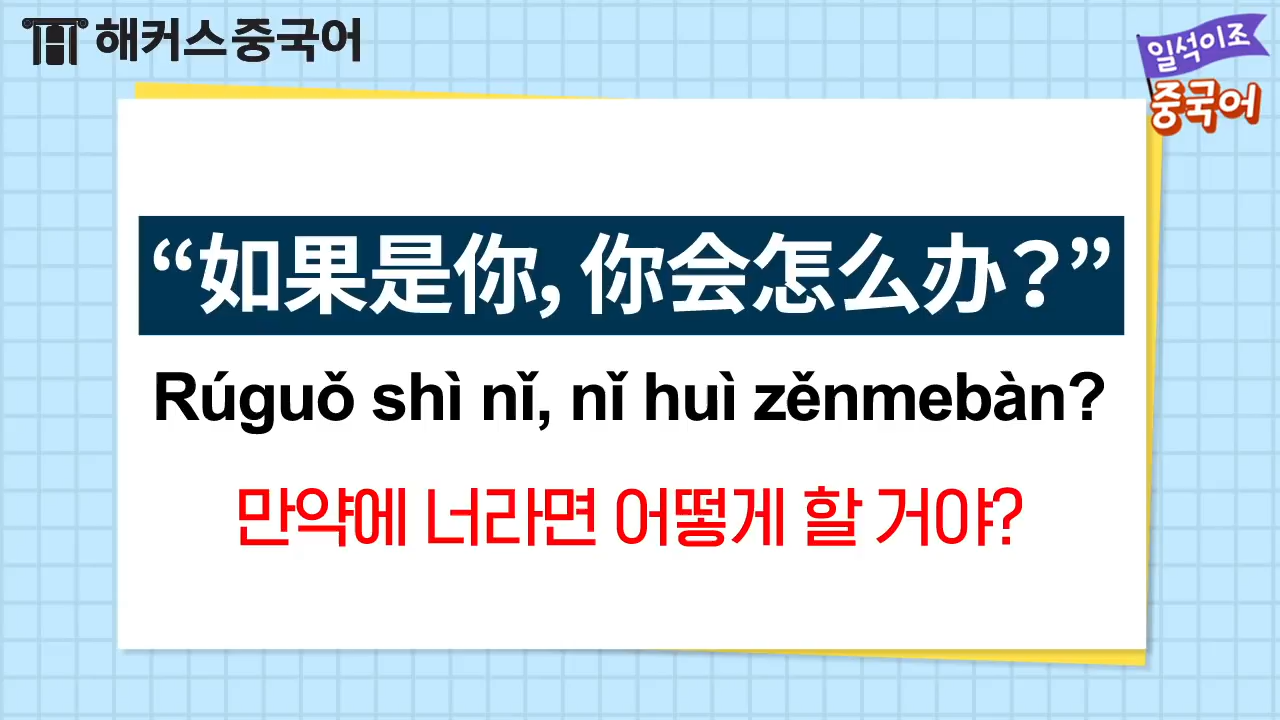 해커스중국어
일석이조
중국어
“如果是你, 你会怎么办?”
Rúguǒ shì nǐ, nǐ huì zěnmebàn?
만약에 너라면 어떻게 할 거야?